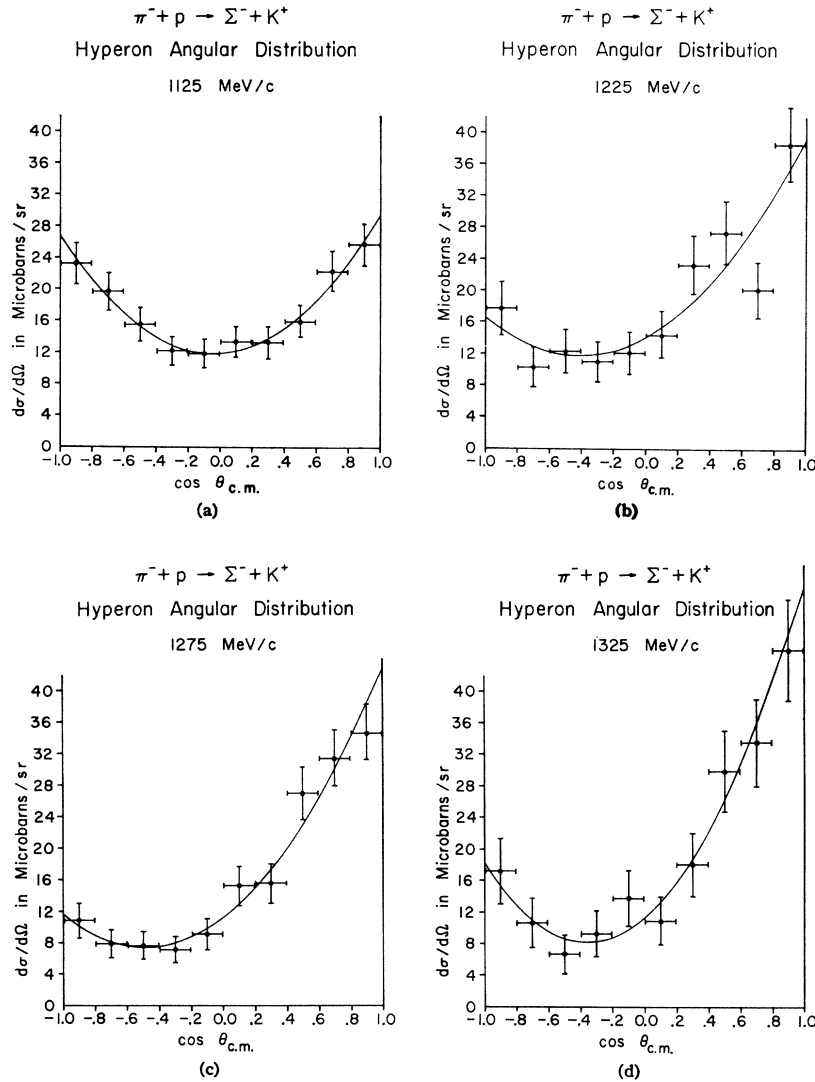 π⁻+ p → Σ⁻+ K⁺
Hyperon Angular Distribution
1125 MeV/c
dσ/dΩ in Microbarns / sr
40
36
32
28
24
20
16
12
8
4
0
-1.0 -.8 -.6 -.4 -.2 0.0 .2 .4 .6 .8 1.0
cos θc.m.
(a)
π⁻+ p → Σ⁻+ K⁺
Hyperon Angular Distribution
1225 MeV/c
dσ/dΩ in Microbarns / sr
40
36
32
28
24
20
16
12
8
4
0
-1.0 -.8 -.6 -.4 -.2 0.0 .2 .4 .6 .8 1.0
cos θc.m.
(b)
π⁻+ p → Σ⁻+ K⁺
Hyperon Angular Distribution
1275 MeV/c
dσ/dΩ in Microbarns / sr
40
36
32
28
24
20
16
12
8
4
0
-1.0 -.8 -.6 -.4 -.2 0.0 .2 .4 .6 .8 1.0
cos θc.m.
(c)
π⁻+ p → Σ⁻+ K⁺
Hyperon Angular Distribution
1325 MeV/c
dσ/dΩ in Microbarns / sr
40
36
32
28
24
20
16
12
8
4
0
-1.0 -.8 -.6 -.4 -.2 0.0 .2 .4 .6 .8 1.0
cos θc.m.
(d)